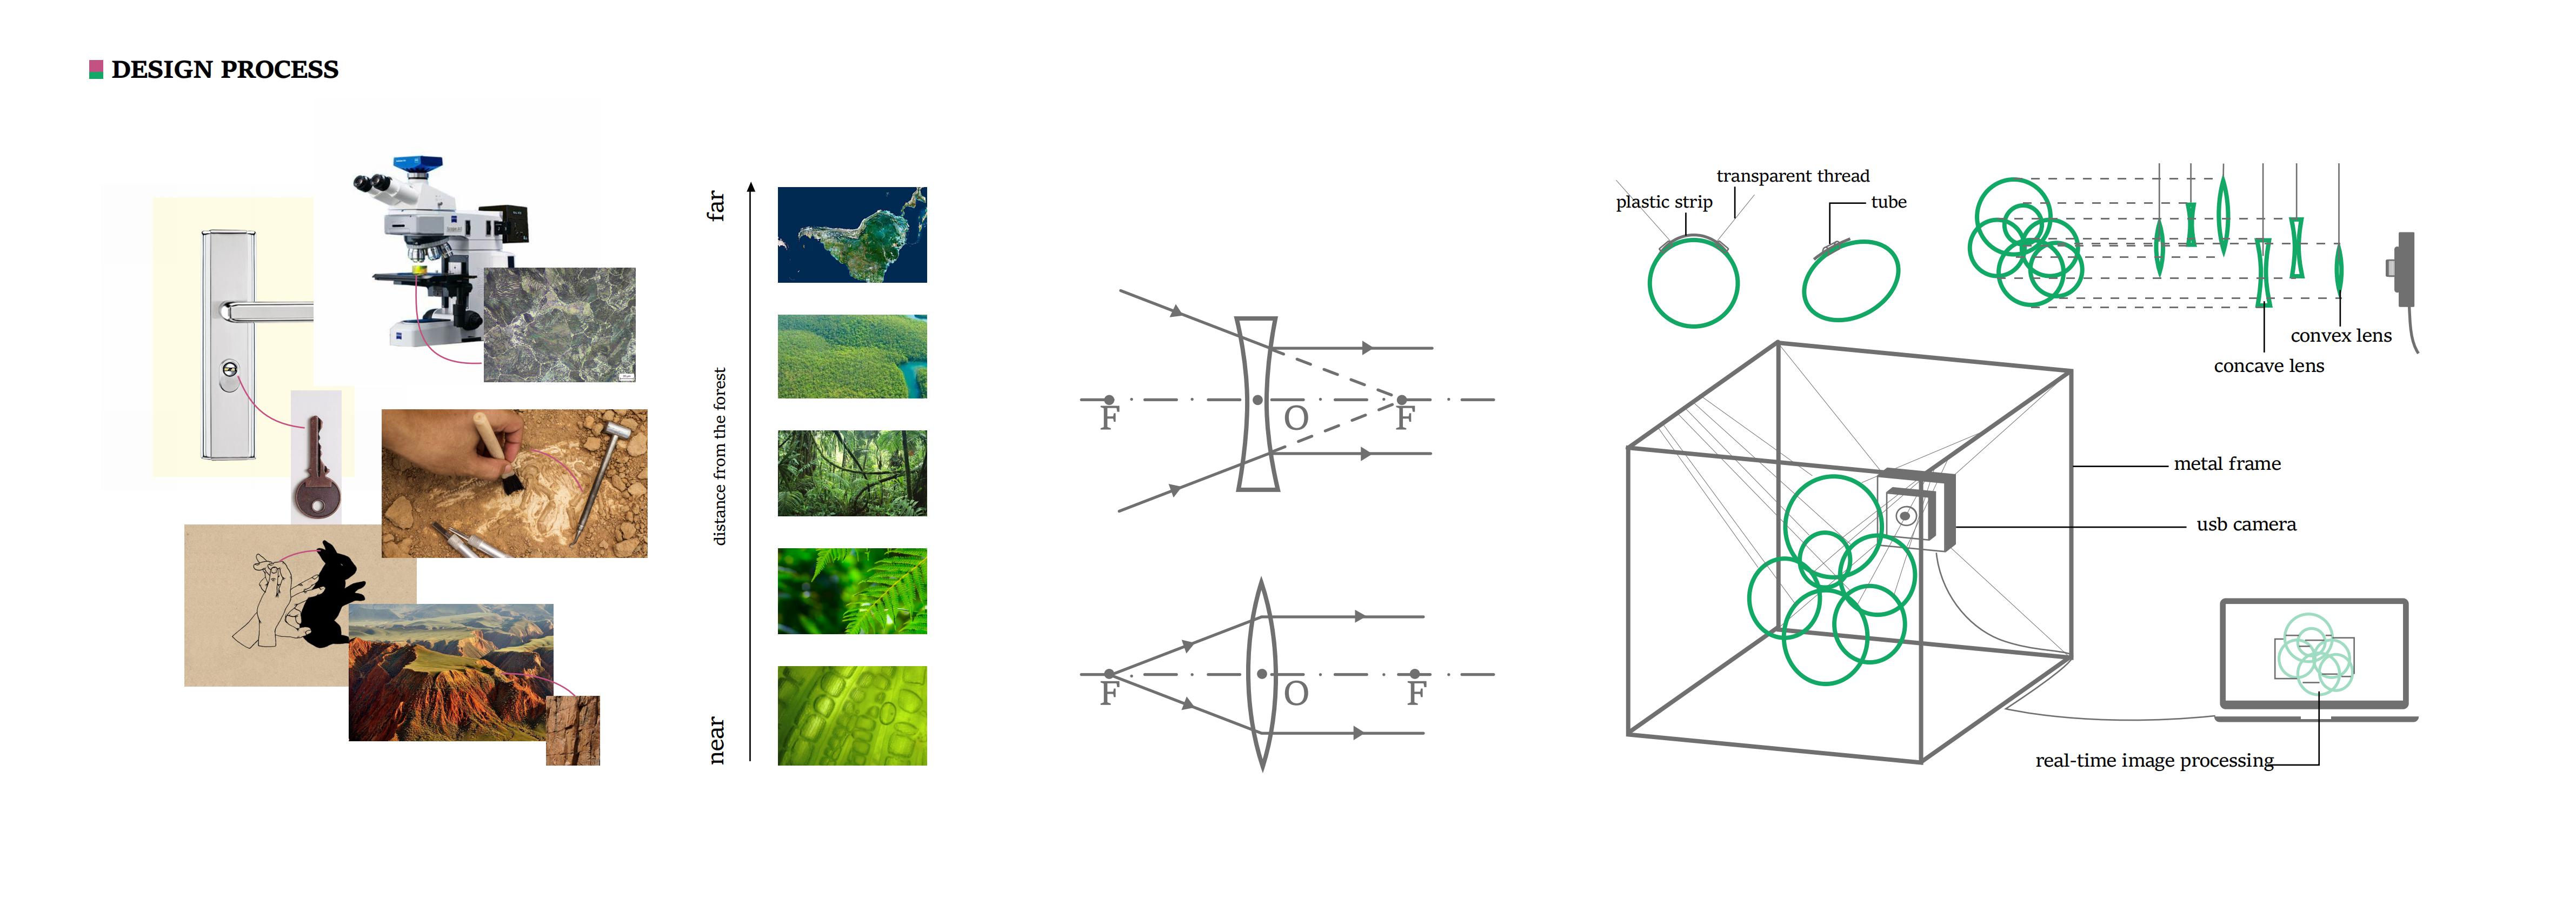 DESIGN PROCESS
far
distance from the forest
near
F
O
F
F
O
F
transparent thread
plastic strip
tube
convex lens
concave lens
metal frame
usb camera
real-time image processing